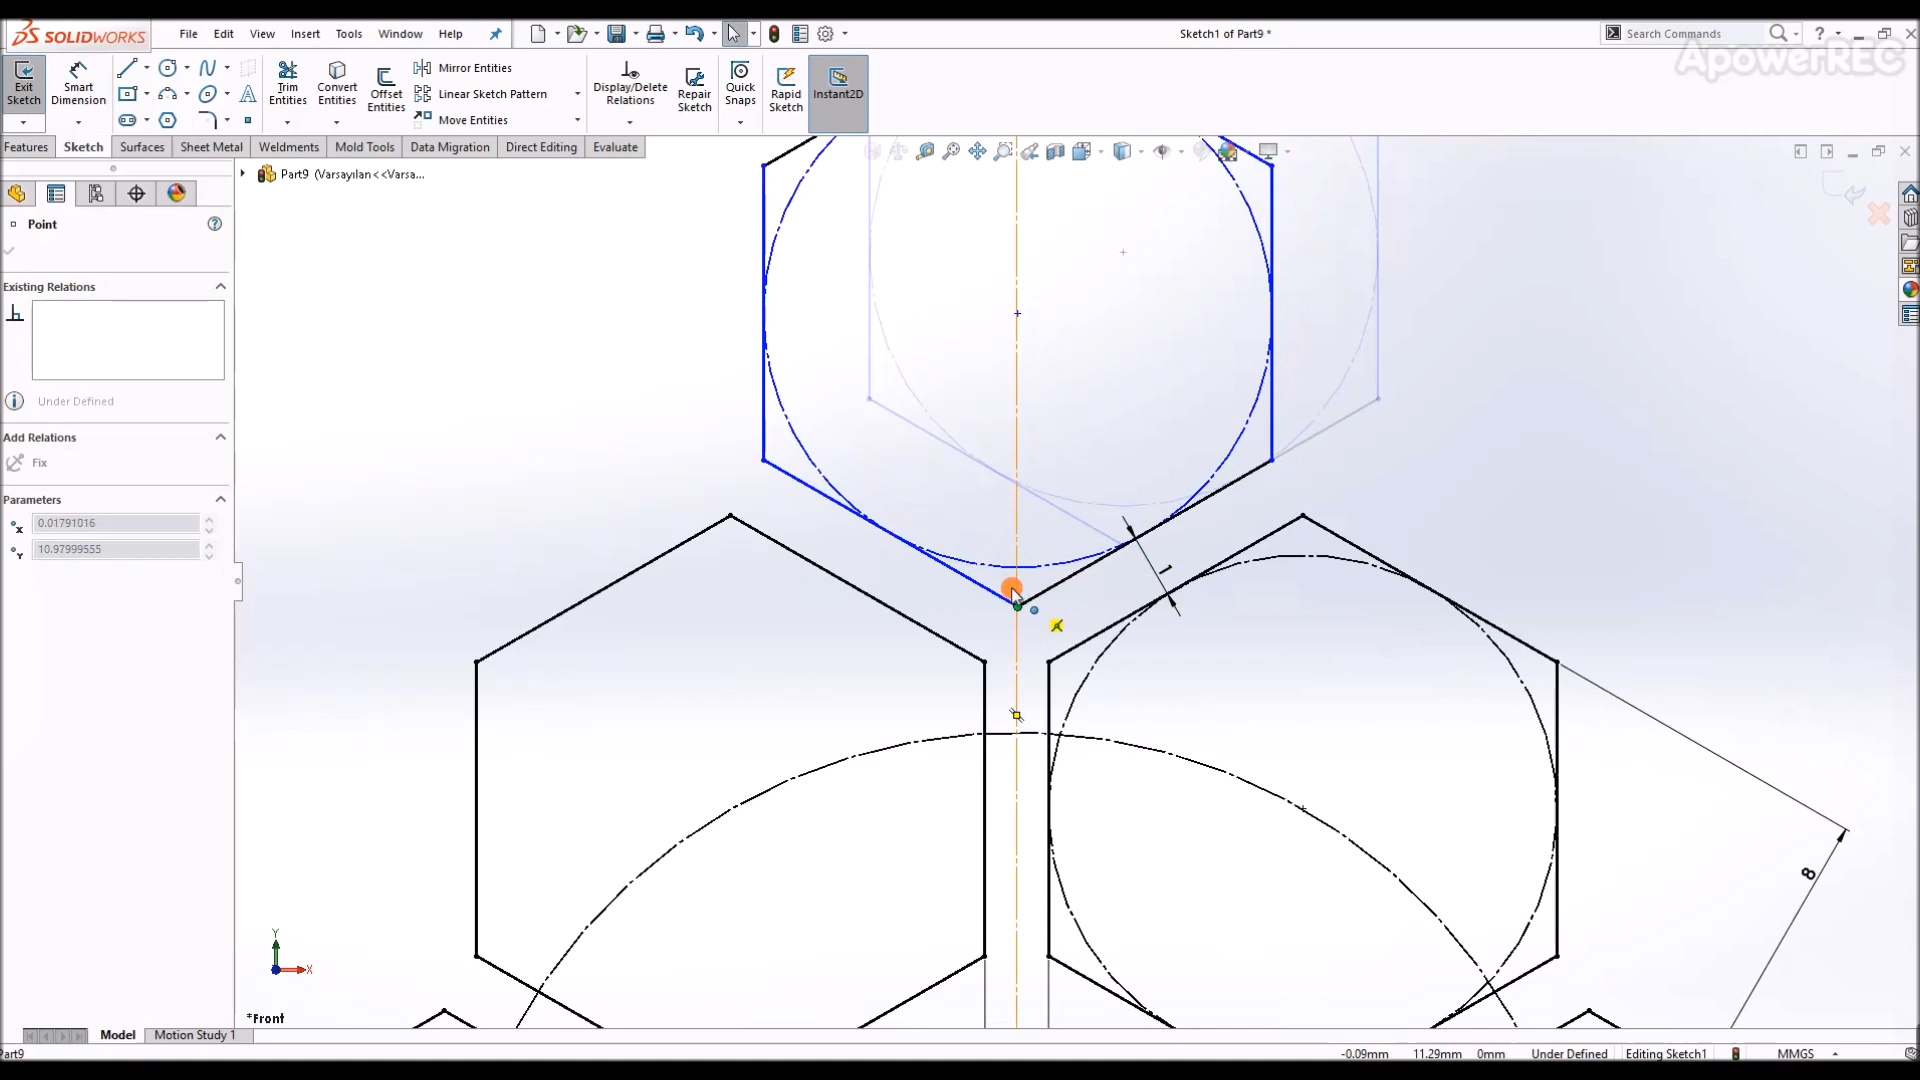 SOLIDWORKS
File Edit View Insert Tools Window Help
Sketch1 of Part9 *
Search Commands
ApowerREC
Exit Sketch
Smart Dimension
Trim Entities
Convert Entities
Offset Entities
Mirror Entities
Linear Sketch Pattern
Move Entities
Display/Delete Relations
Repair Sketch
Quick Snaps
Rapid Sketch
Instant2D
Features Sketch Surfaces Sheet Metal Weldments Mold Tools Data Migration Direct Editing Evaluate
Part9 (Varsayılan<<Varsa...
Point
Existing Relations
Under Defined
Add Relations
Fix
Parameters
X 0.01791016
Y 10.97999555
1
8
Y
X
*Front
Model Motion Study 1
Part9
-0.09mm 11.29mm 0mm Under Defined Editing Sketch1 MMGS